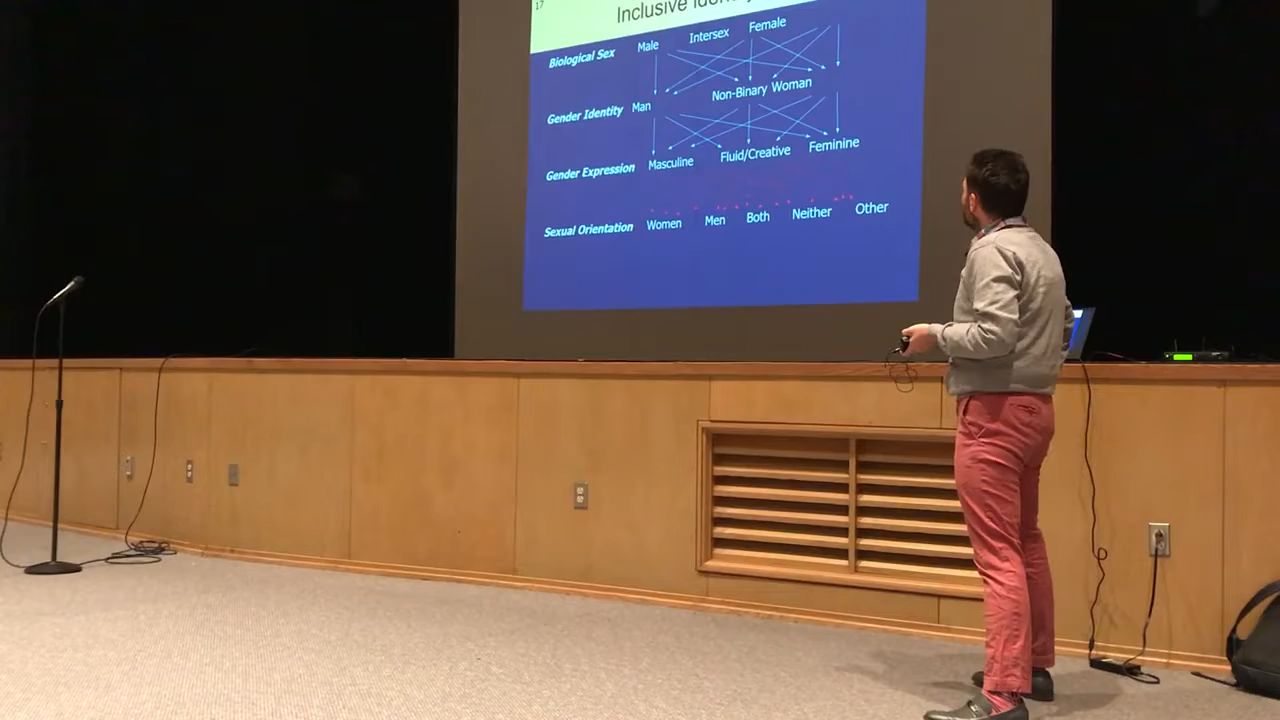 17
Inclusive
Biological Sex Male Intersex Female
Gender Identity Man Non-Binary Woman
Gender Expression Masculine Fluid/Creative Feminine
Sexual Orientation Women Men Both Neither Other